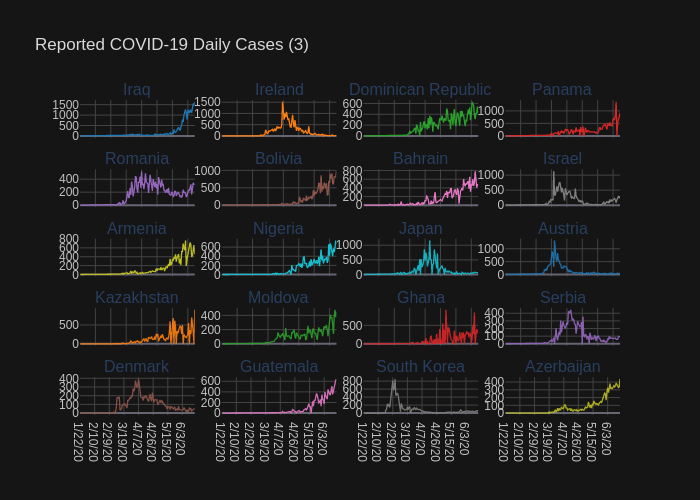 Reported COVID-19 Daily Cases (3)
Iraq Ireland Dominican Republic Panama
1500 1000 500 0
1500 1000 500 0
600 400 200 0
1000 500 0
Romania Bolivia Bahrain Israel
400 200 0
1000 500 0
800 600 400 200 0
1000 500 0
Armenia Nigeria Japan Austria
800 600 400 200 0
600 400 200 0
1000 500 0
1000 500 0
Kazakhstan Moldova Ghana Serbia
500 0
400 200 0
500 0
400 300 200 100 0
Denmark Guatemala South Korea Azerbaijan
400 300 200 100 0
600 400 200 0
800 600 400 200 0
400 200 0
1/22/20 2/10/20 2/29/20 3/19/20 4/7/20 4/26/20 5/15/20 6/3/20
1/22/20 2/10/20 2/29/20 3/19/20 4/7/20 4/26/20 5/15/20 6/3/20
1/22/20 2/10/20 2/29/20 3/19/20 4/7/20 4/26/20 5/15/20 6/3/20
1/22/20 2/10/20 2/29/20 3/19/20 4/7/20 4/26/20 5/15/20 6/3/20